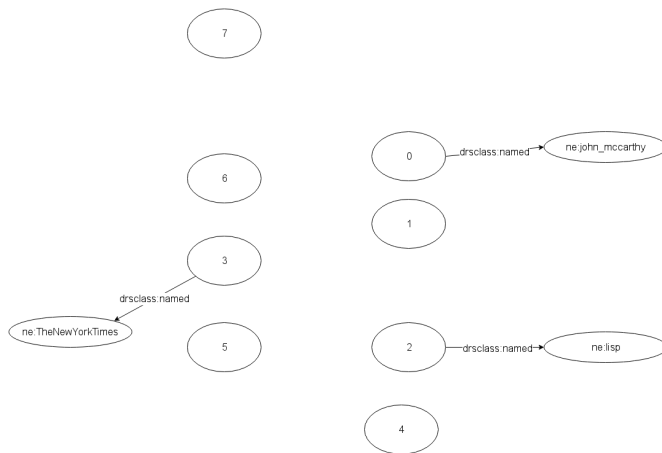 7
0
drsclass:named
ne:john_mccarthy
6
1
3
drsclass:named
ne:TheNewYorkTimes
5
2
drsclass:named
ne:lisp
4